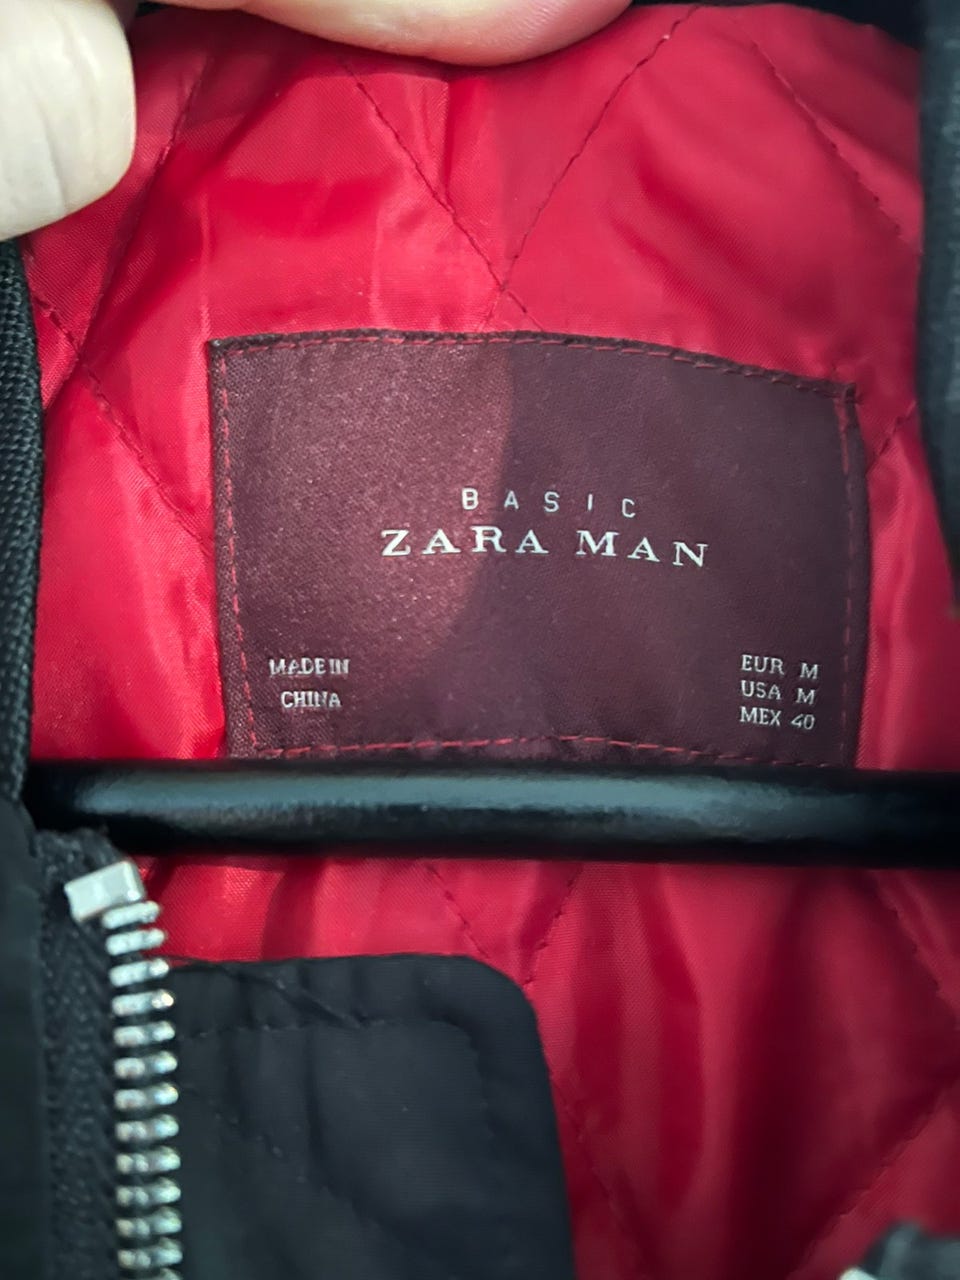 BASIC
ZARA MAN
MADE IN
CHINA
EUR M
USA M
MEX 40